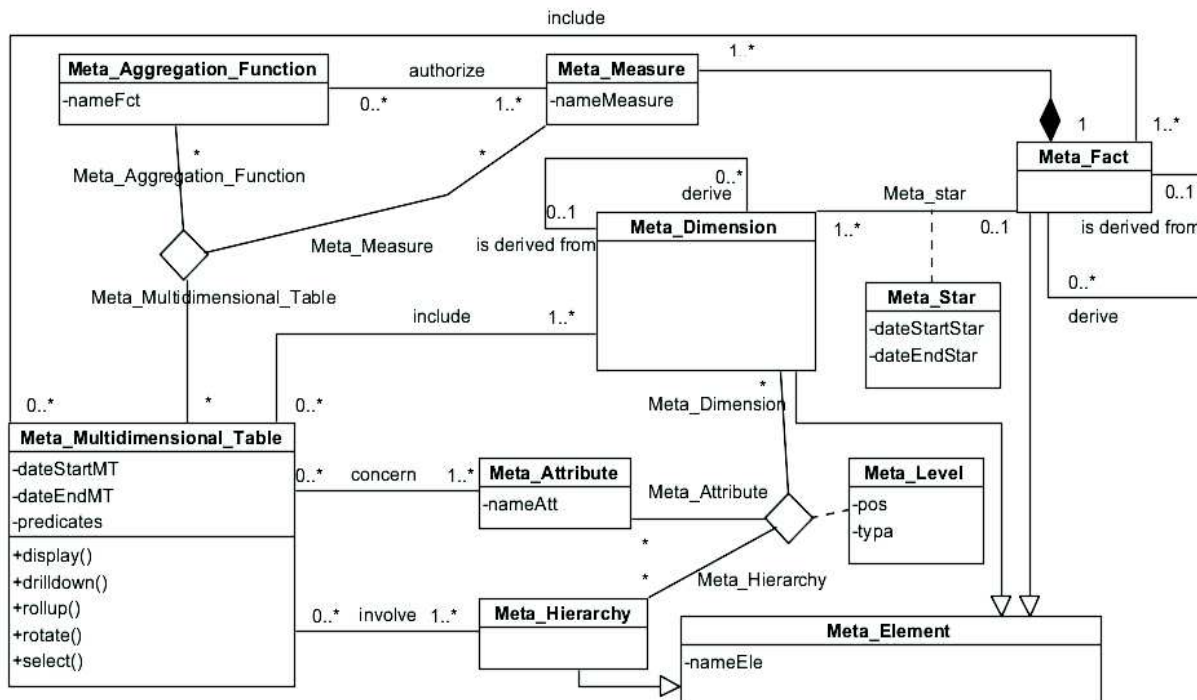 include
Meta_Aggregation_Function
-nameFct
authorize
0..*
1..*
Meta_Measure
-nameMeasure
1..*
1
1..*
Meta_Fact
0..1
is derived from
0..*
derive
*
Meta_Aggregation_Function
*
Meta_Measure
Meta_Multidimensional_Table
*
0..*
derive
0..1
is derived from
Meta_Dimension
Meta_star
1..*
0..1
Meta_Star
-dateStartStar
-dateEndStar
include
1..*
0..*
0..*
Meta_Multidimensional_Table
-dateStartMT
-dateEndMT
-predicates
+display()
+drilldown()
+rollup()
+rotate()
+select()
0..*
concern
1..*
Meta_Attribute
-nameAtt
*
Meta_Dimension
Meta_Attribute
*
Meta_Level
-pos
-typa
*
Meta_Hierarchy
0..*
involve
1..*
Meta_Hierarchy
Meta_Element
-nameEle